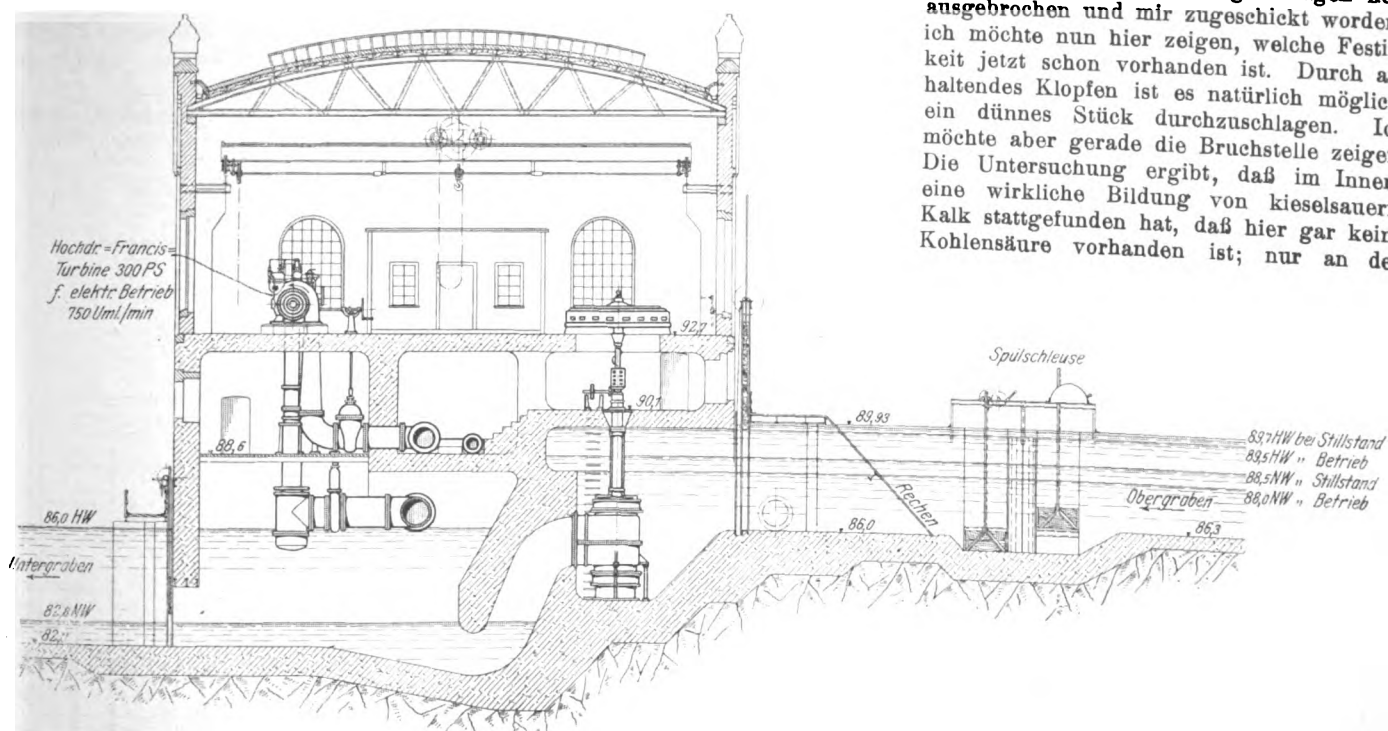 ausgebrochen und mir zugeschickt worden
ich möchte nun hier zeigen, welche Festi
keit jetzt schon vorhanden ist. Durch a
haltendes Klopfen ist es natürlich möglic
ein dünnes Stück durchzuschlagen. Ic
möchte aber gerade die Bruchstelle zeige
Die Untersuchung ergibt, daß im Inner
eine wirkliche Bildung von kieselsauer
Kalk stattgefunden hat, daß hier gar kein
Kohlensäure vorhanden ist; nur an de
Hochdr.=Francis=
Turbine 300 PS
f. elektr. Betrieb
750 Uml./min
92,7
90,1
88,6
86,0 HW
Untergraben
82,8 NW
Spülschleuse
89,93
89,7 HW bei Stillstand
89,5 HW „ Betrieb
88,5 NW „ Stillstand
88,0 NW „ Betrieb
Obergraben
Rechen
86,0
86,3